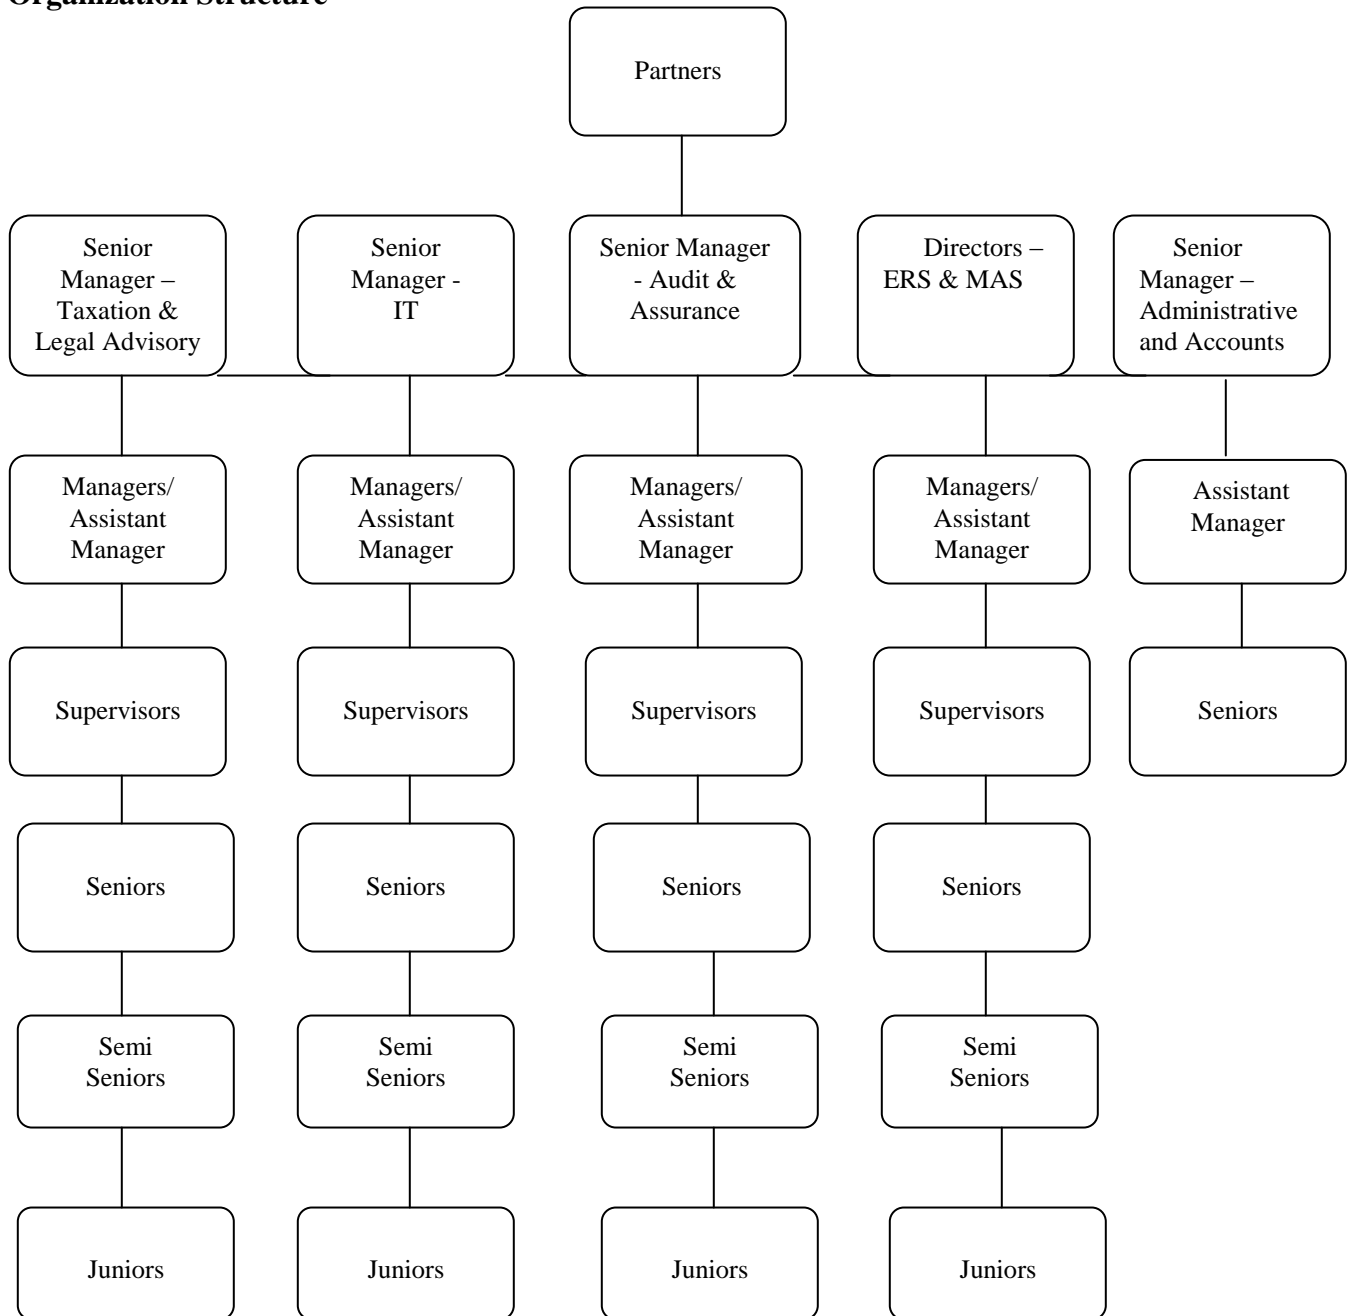 Organization Structure
Partners
Senior
Manager –
Taxation &
Legal Advisory
Senior
Manager -
IT
Senior Manager
- Audit &
Assurance
Directors –
ERS & MAS
Senior
Manager –
Administrative
and Accounts
Managers/
Assistant
Manager
Managers/
Assistant
Manager
Managers/
Assistant
Manager
Managers/
Assistant
Manager
Assistant
Manager
Supervisors
Supervisors
Supervisors
Supervisors
Seniors
Seniors
Seniors
Seniors
Seniors
Semi
Seniors
Semi
Seniors
Semi
Seniors
Semi
Seniors
Juniors
Juniors
Juniors
Juniors